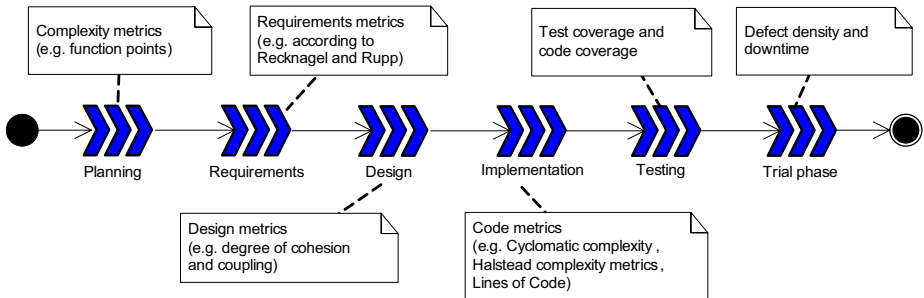 Complexity metrics
(e.g. function points)
Requirements metrics
(e.g. according to
Recknagel and Rupp)
Test coverage and
code coverage
Defect density and
downtime
Planning
Requirements
Design
Implementation
Testing
Trial phase
Design metrics
(e.g. degree of cohesion
and coupling)
Code metrics
(e.g. Cyclomatic complexity ,
Halstead complexity metrics ,
Lines of Code)